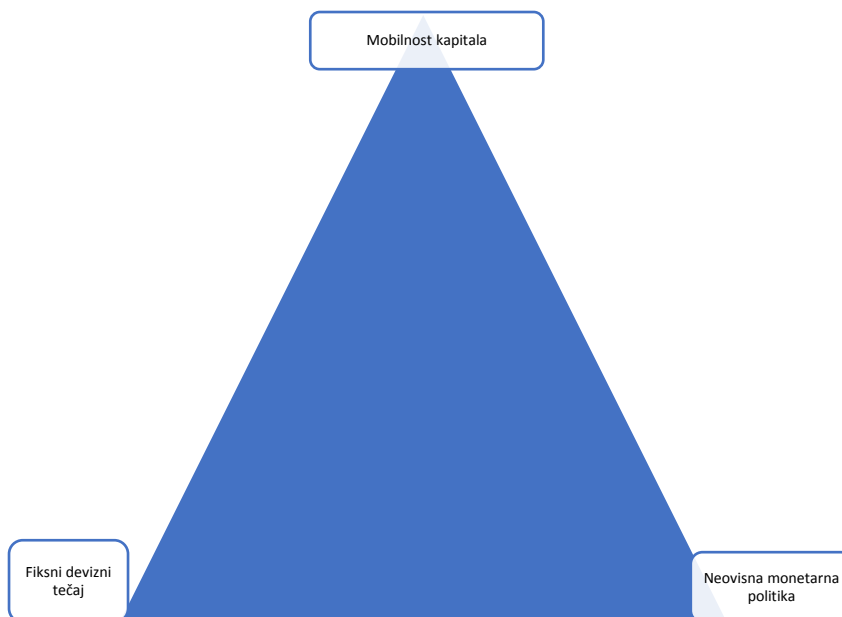 Mobilnost kapitala
Fiksni devizni
tečaj
Neovisna monetarna
politika